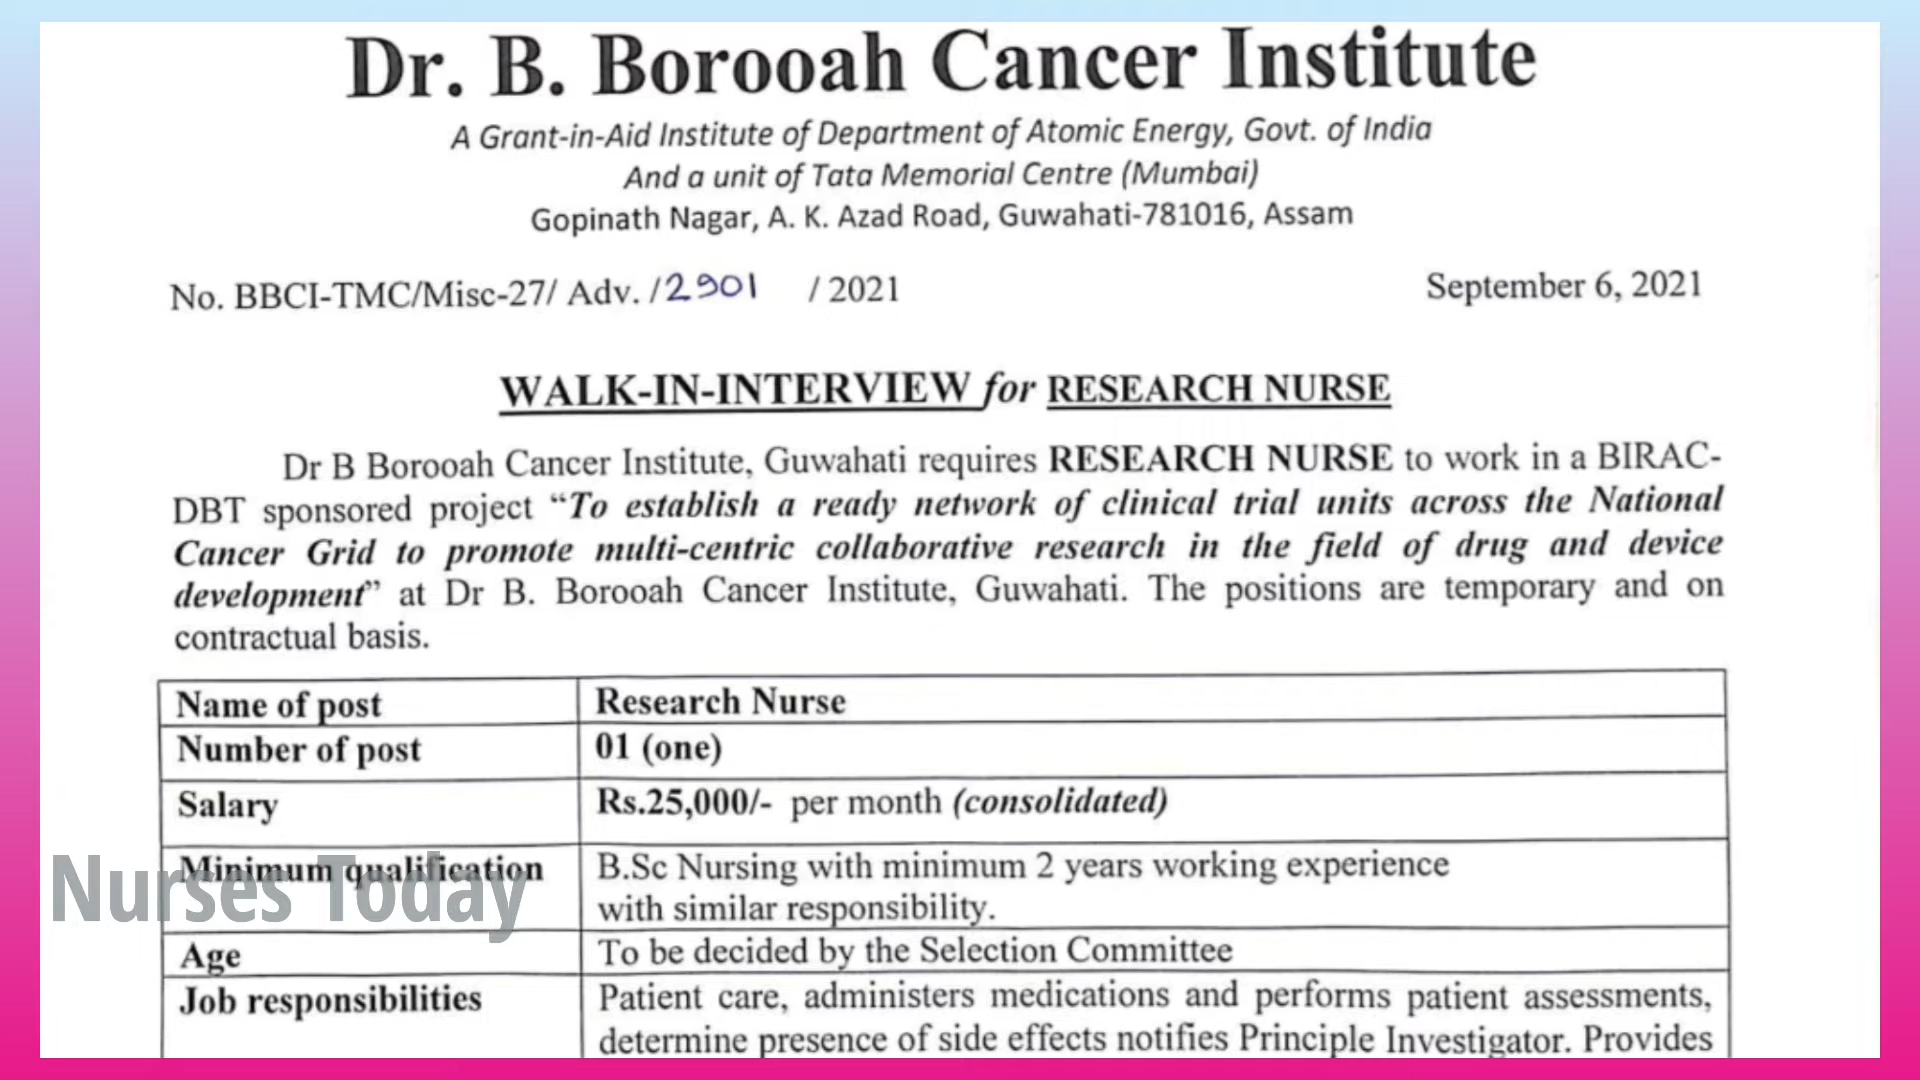 Dr. B. Borooah Cancer Institute
A Grant-in-Aid Institute of Department of Atomic Energy, Govt. of India
And a unit of Tata Memorial Centre (Mumbai)
Gopinath Nagar, A. K. Azad Road, Guwahati-781016, Assam
No. BBCI-TMC/Misc-27/ Adv. /2901 / 2021 September 6, 2021
WALK-IN-INTERVIEW for RESEARCH NURSE
Dr B Borooah Cancer Institute, Guwahati requires RESEARCH NURSE to work in a BIRAC-
DBT sponsored project “To establish a ready network of clinical trial units across the National
Cancer Grid to promote multi-centric collaborative research in the field of drug and device
development” at Dr B. Borooah Cancer Institute, Guwahati. The positions are temporary and on
contractual basis.
Name of post Research Nurse
Number of post 01 (one)
Salary Rs.25,000/- per month (consolidated)
Minimum qualification B.Sc Nursing with minimum 2 years working experience
with similar responsibility.
Nurses Today
Age To be decided by the Selection Committee
Job responsibilities Patient care, administers medications and performs patient assessments,
determine presence of side effects notifies Principle Investigator. Provides